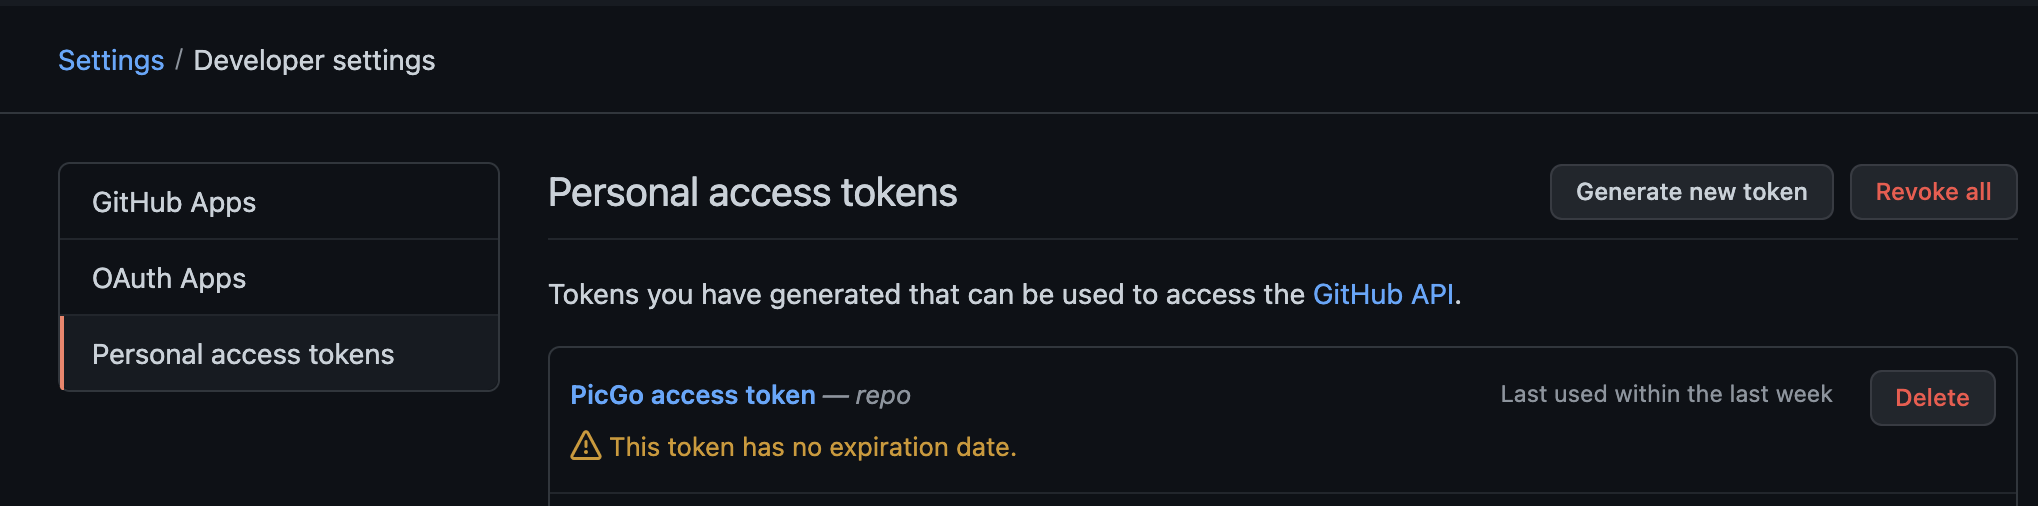 Settings / Developer settings
GitHub Apps
OAuth Apps
Personal access tokens
Personal access tokens
Generate new token
Revoke all
Tokens you have generated that can be used to access the GitHub API.
PicGo access token — repo
Last used within the last week
Delete
This token has no expiration date.